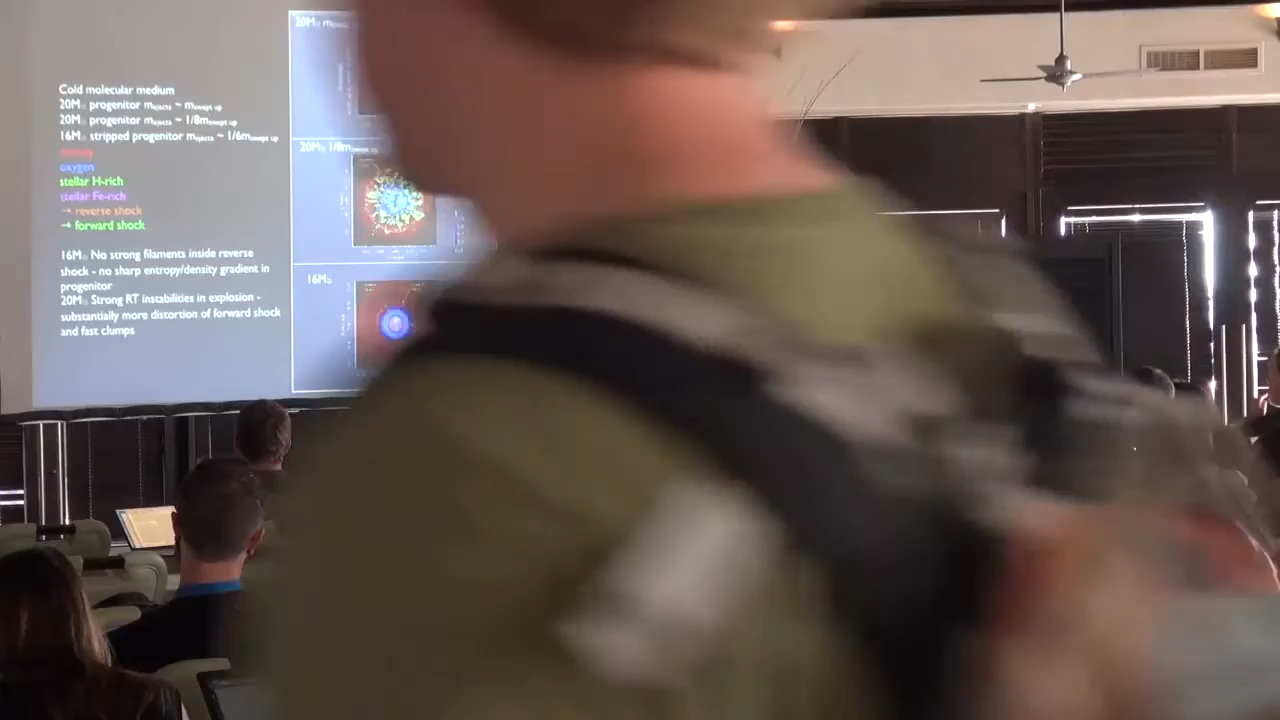 Cold molecular medium
20M☉ progenitor mejecta ~ mswept up
20M☉ progenitor mejecta ~ 1/8mswept up
16M☉ stripped progenitor mejecta ~ 1/6mswept up
oxygen
stellar H-rich
stellar Fe-rich
→ reverse shock
→ forward shock
16M☉ No strong filaments inside reverse
shock - no sharp entropy/density gradient in
progenitor
20M☉ Strong RT instabilities in explosion -
substantially more distortion of forward shock
and fast clumps
20M☉
20M☉ 1/8mswept up
16M☉